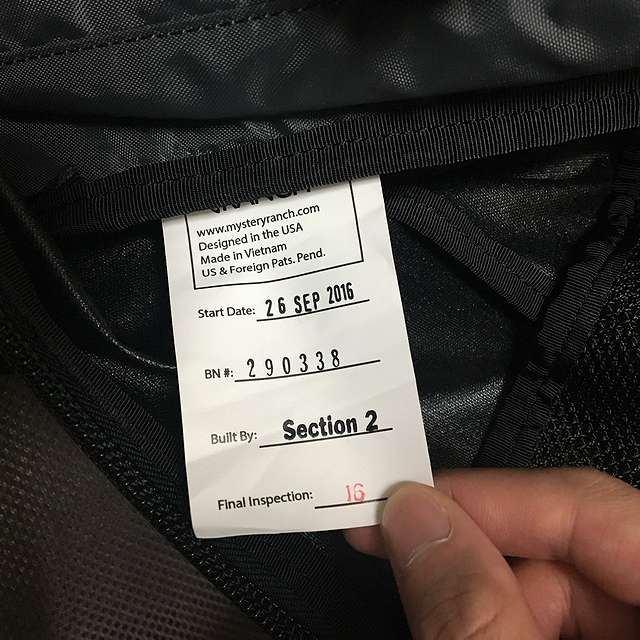 RANCH
www.mysteryranch.com
Designed in the USA
Made in Vietnam
US & Foreign Pats. Pend.
Start Date: 26 SEP 2016
BN #: 290338
Built By: Section 2
Final Inspection: 16